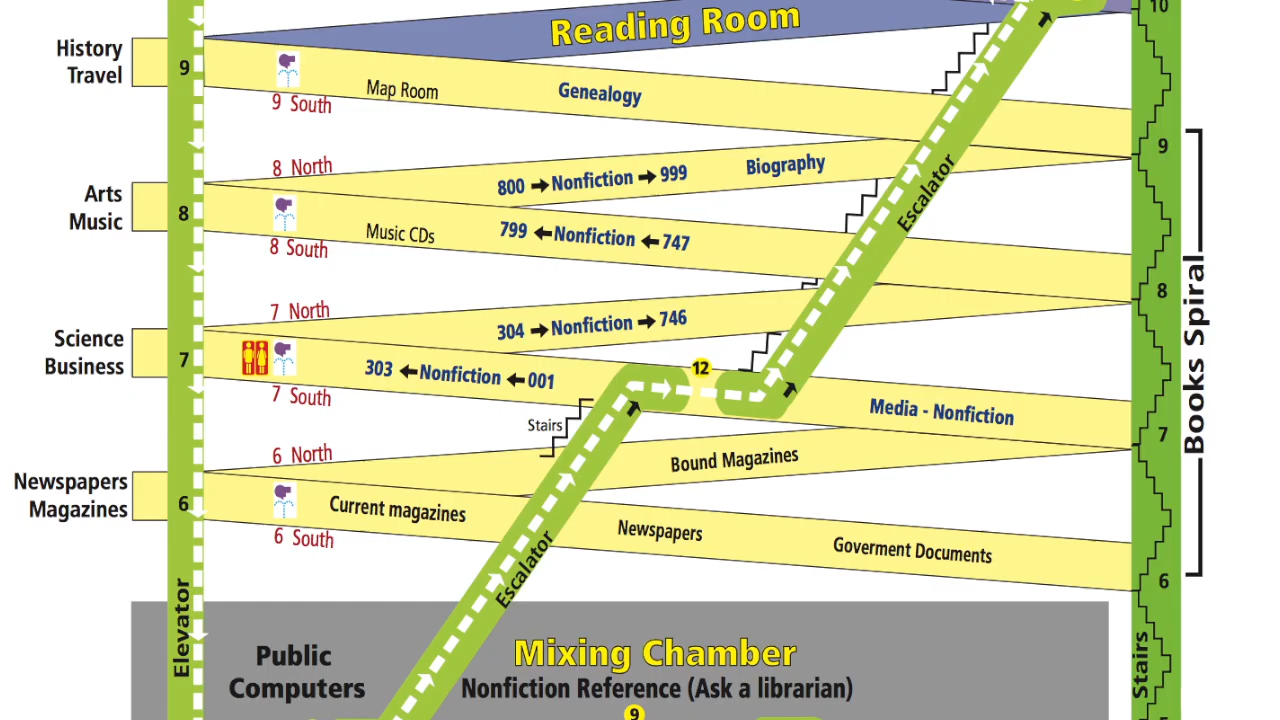 10
Reading Room
History
Travel
9
Map Room
Genealogy
9 South
9
8 North
800 Nonfiction 999
Biography
Arts
Music
8
Music CDs
799 Nonfiction 747
8 South
Escalator
8
7 North
304 Nonfiction 746
Science
Business
7
303 Nonfiction 001
12
7 South
Media - Nonfiction
Stairs
7
6 North
Bound Magazines
Newspapers
Magazines
6
Current magazines
Newspapers
Goverment Documents
6 South
6
Books Spiral
Escalator
Elevator
Stairs
Public
Computers
Mixing Chamber
Nonfiction Reference (Ask a librarian)
9